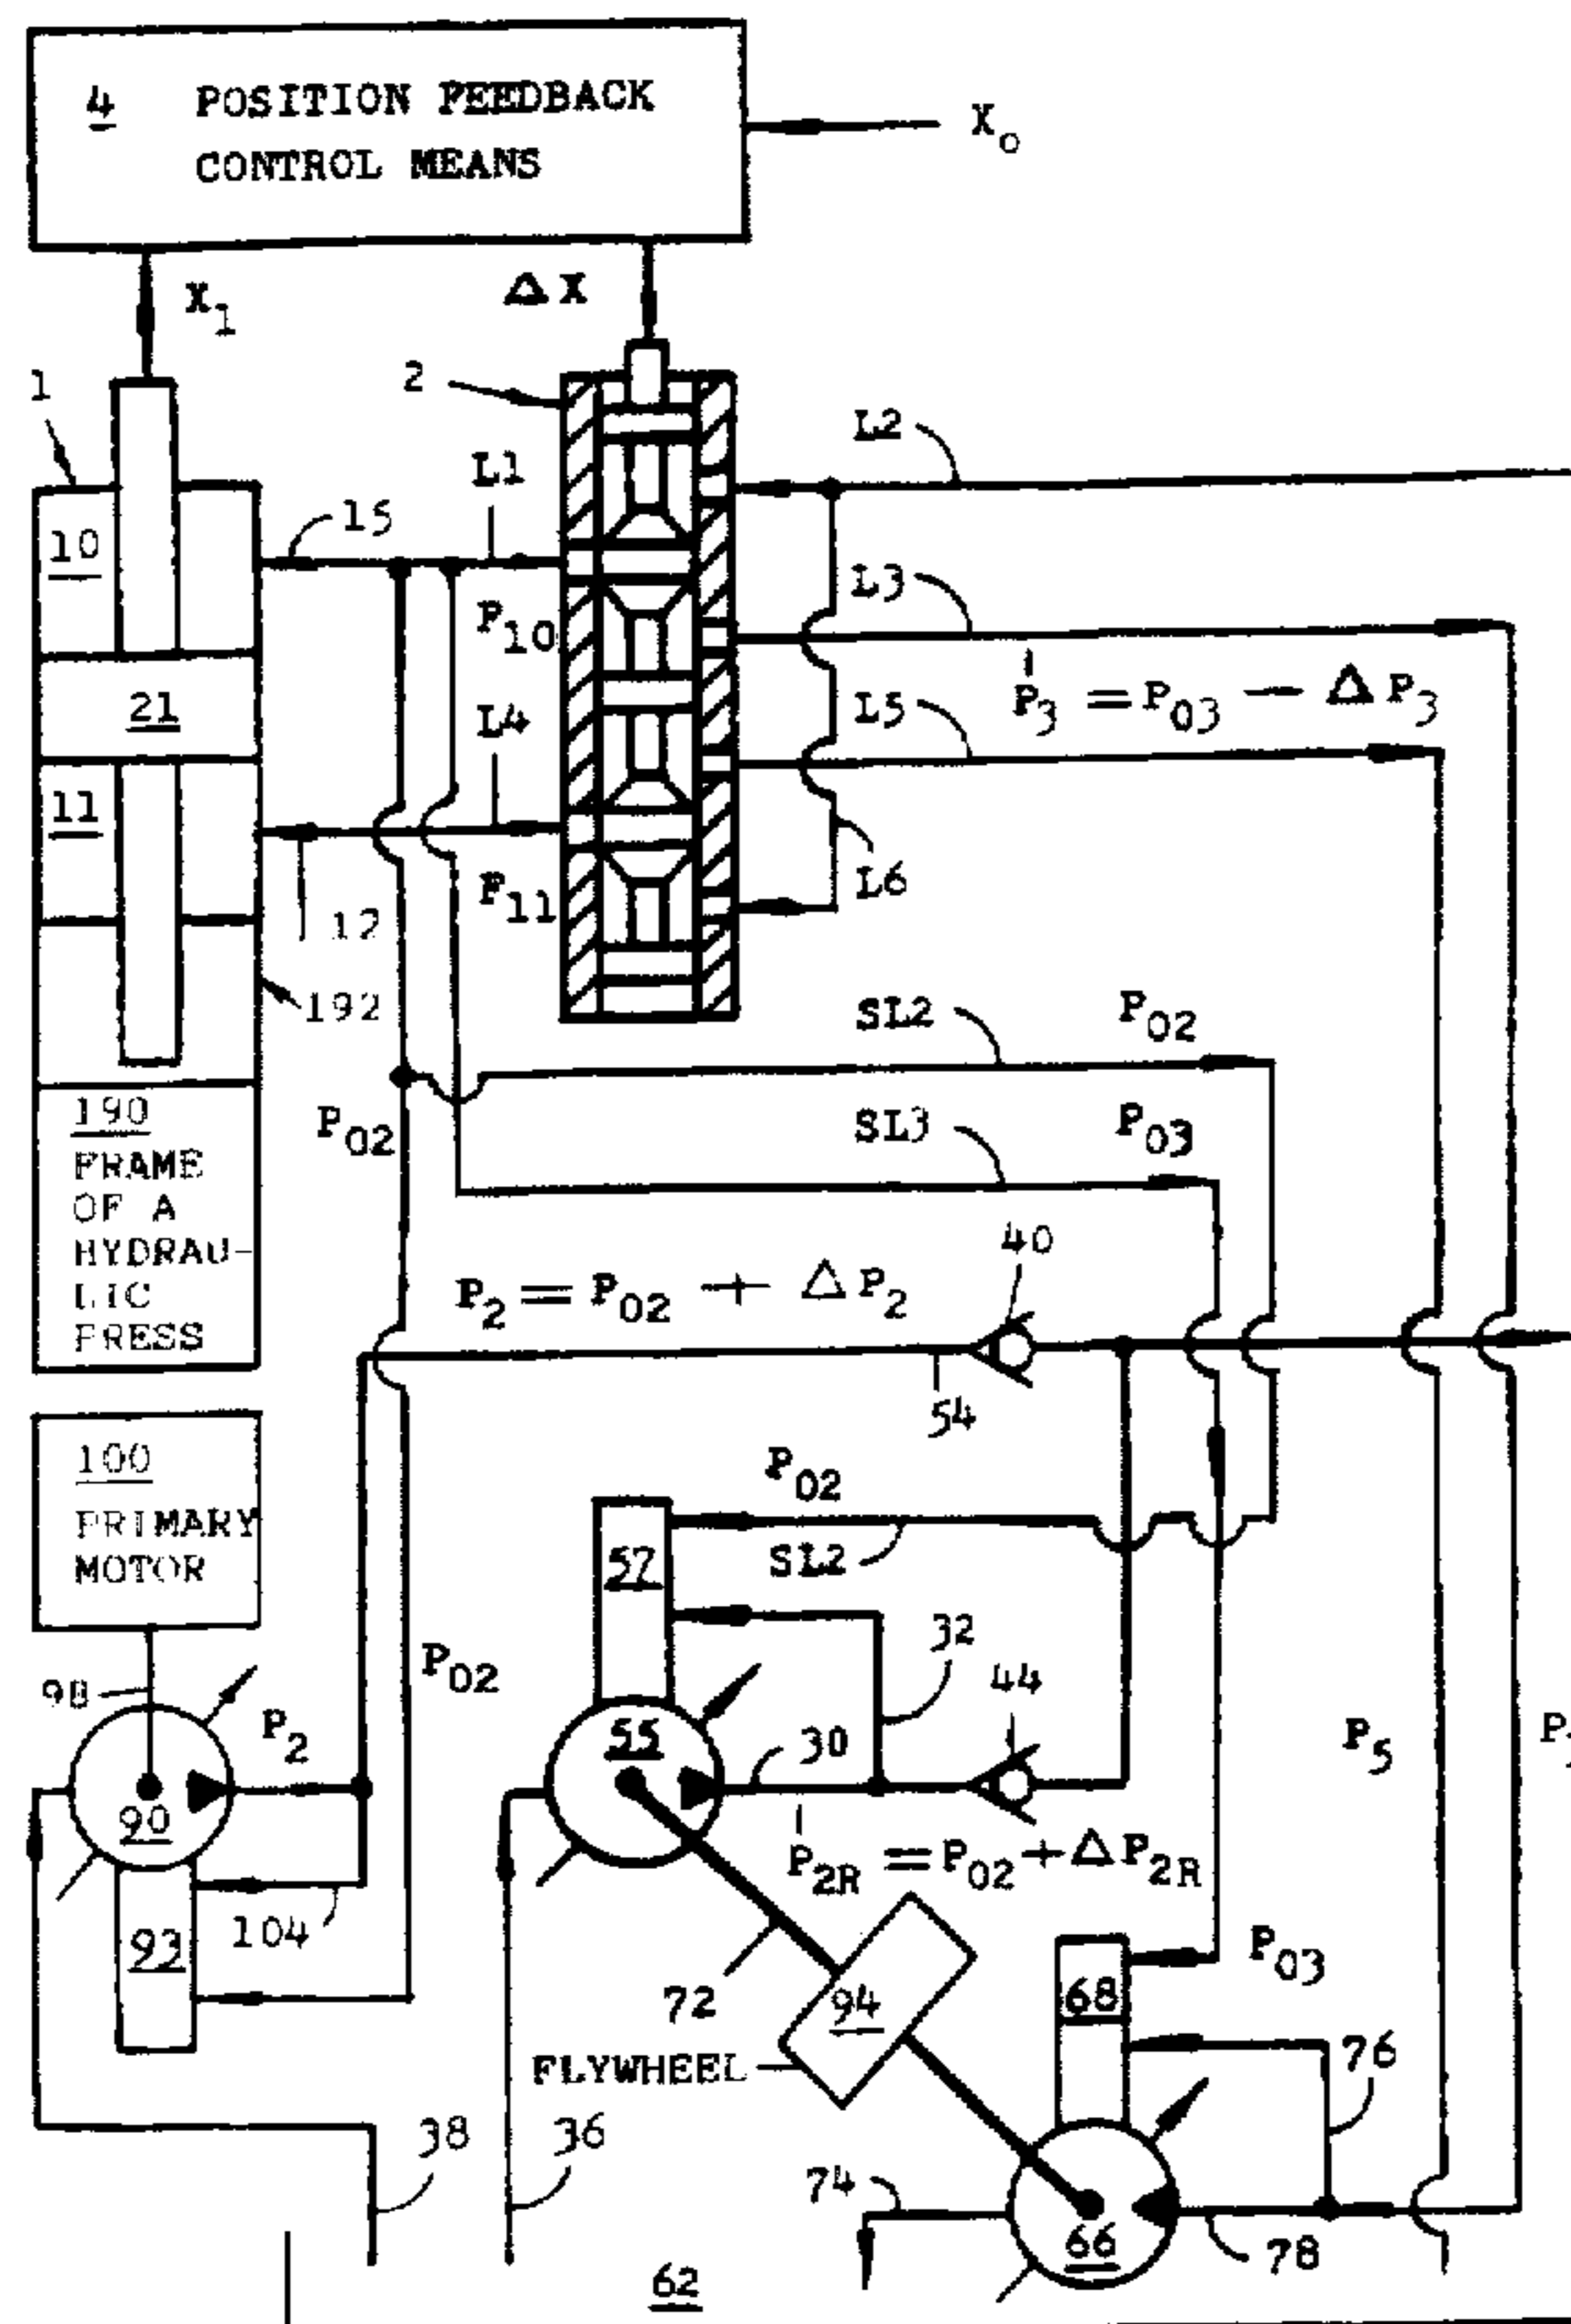 4 POSITION FEEDBACK
CONTROL MEANS
X₀
X₁
ΔX
1
2
L2
L1
15
10
L3
P₁₀
P₃ = P₀₃ − ΔP₃
21
L4
L5
11
L6
P₁₁
12
192
SL2
P₀₂
190
P₀₂
SL3
P₀₃
FRAME
OF A
HYDRAU-
LIC
PRESS
40
P₂ = P₀₂ + ΔP₂
54
100
PRIMARY
MOTOR
P₀₂
57
SL2
P₀₂
32
44
98
P₂
55
30
P₅
90
P₂R = P₀₂ + ΔP₂R
104
93
72
94
P₀₃
68
FLYWHEEL
76
38
36
74
66
78
62